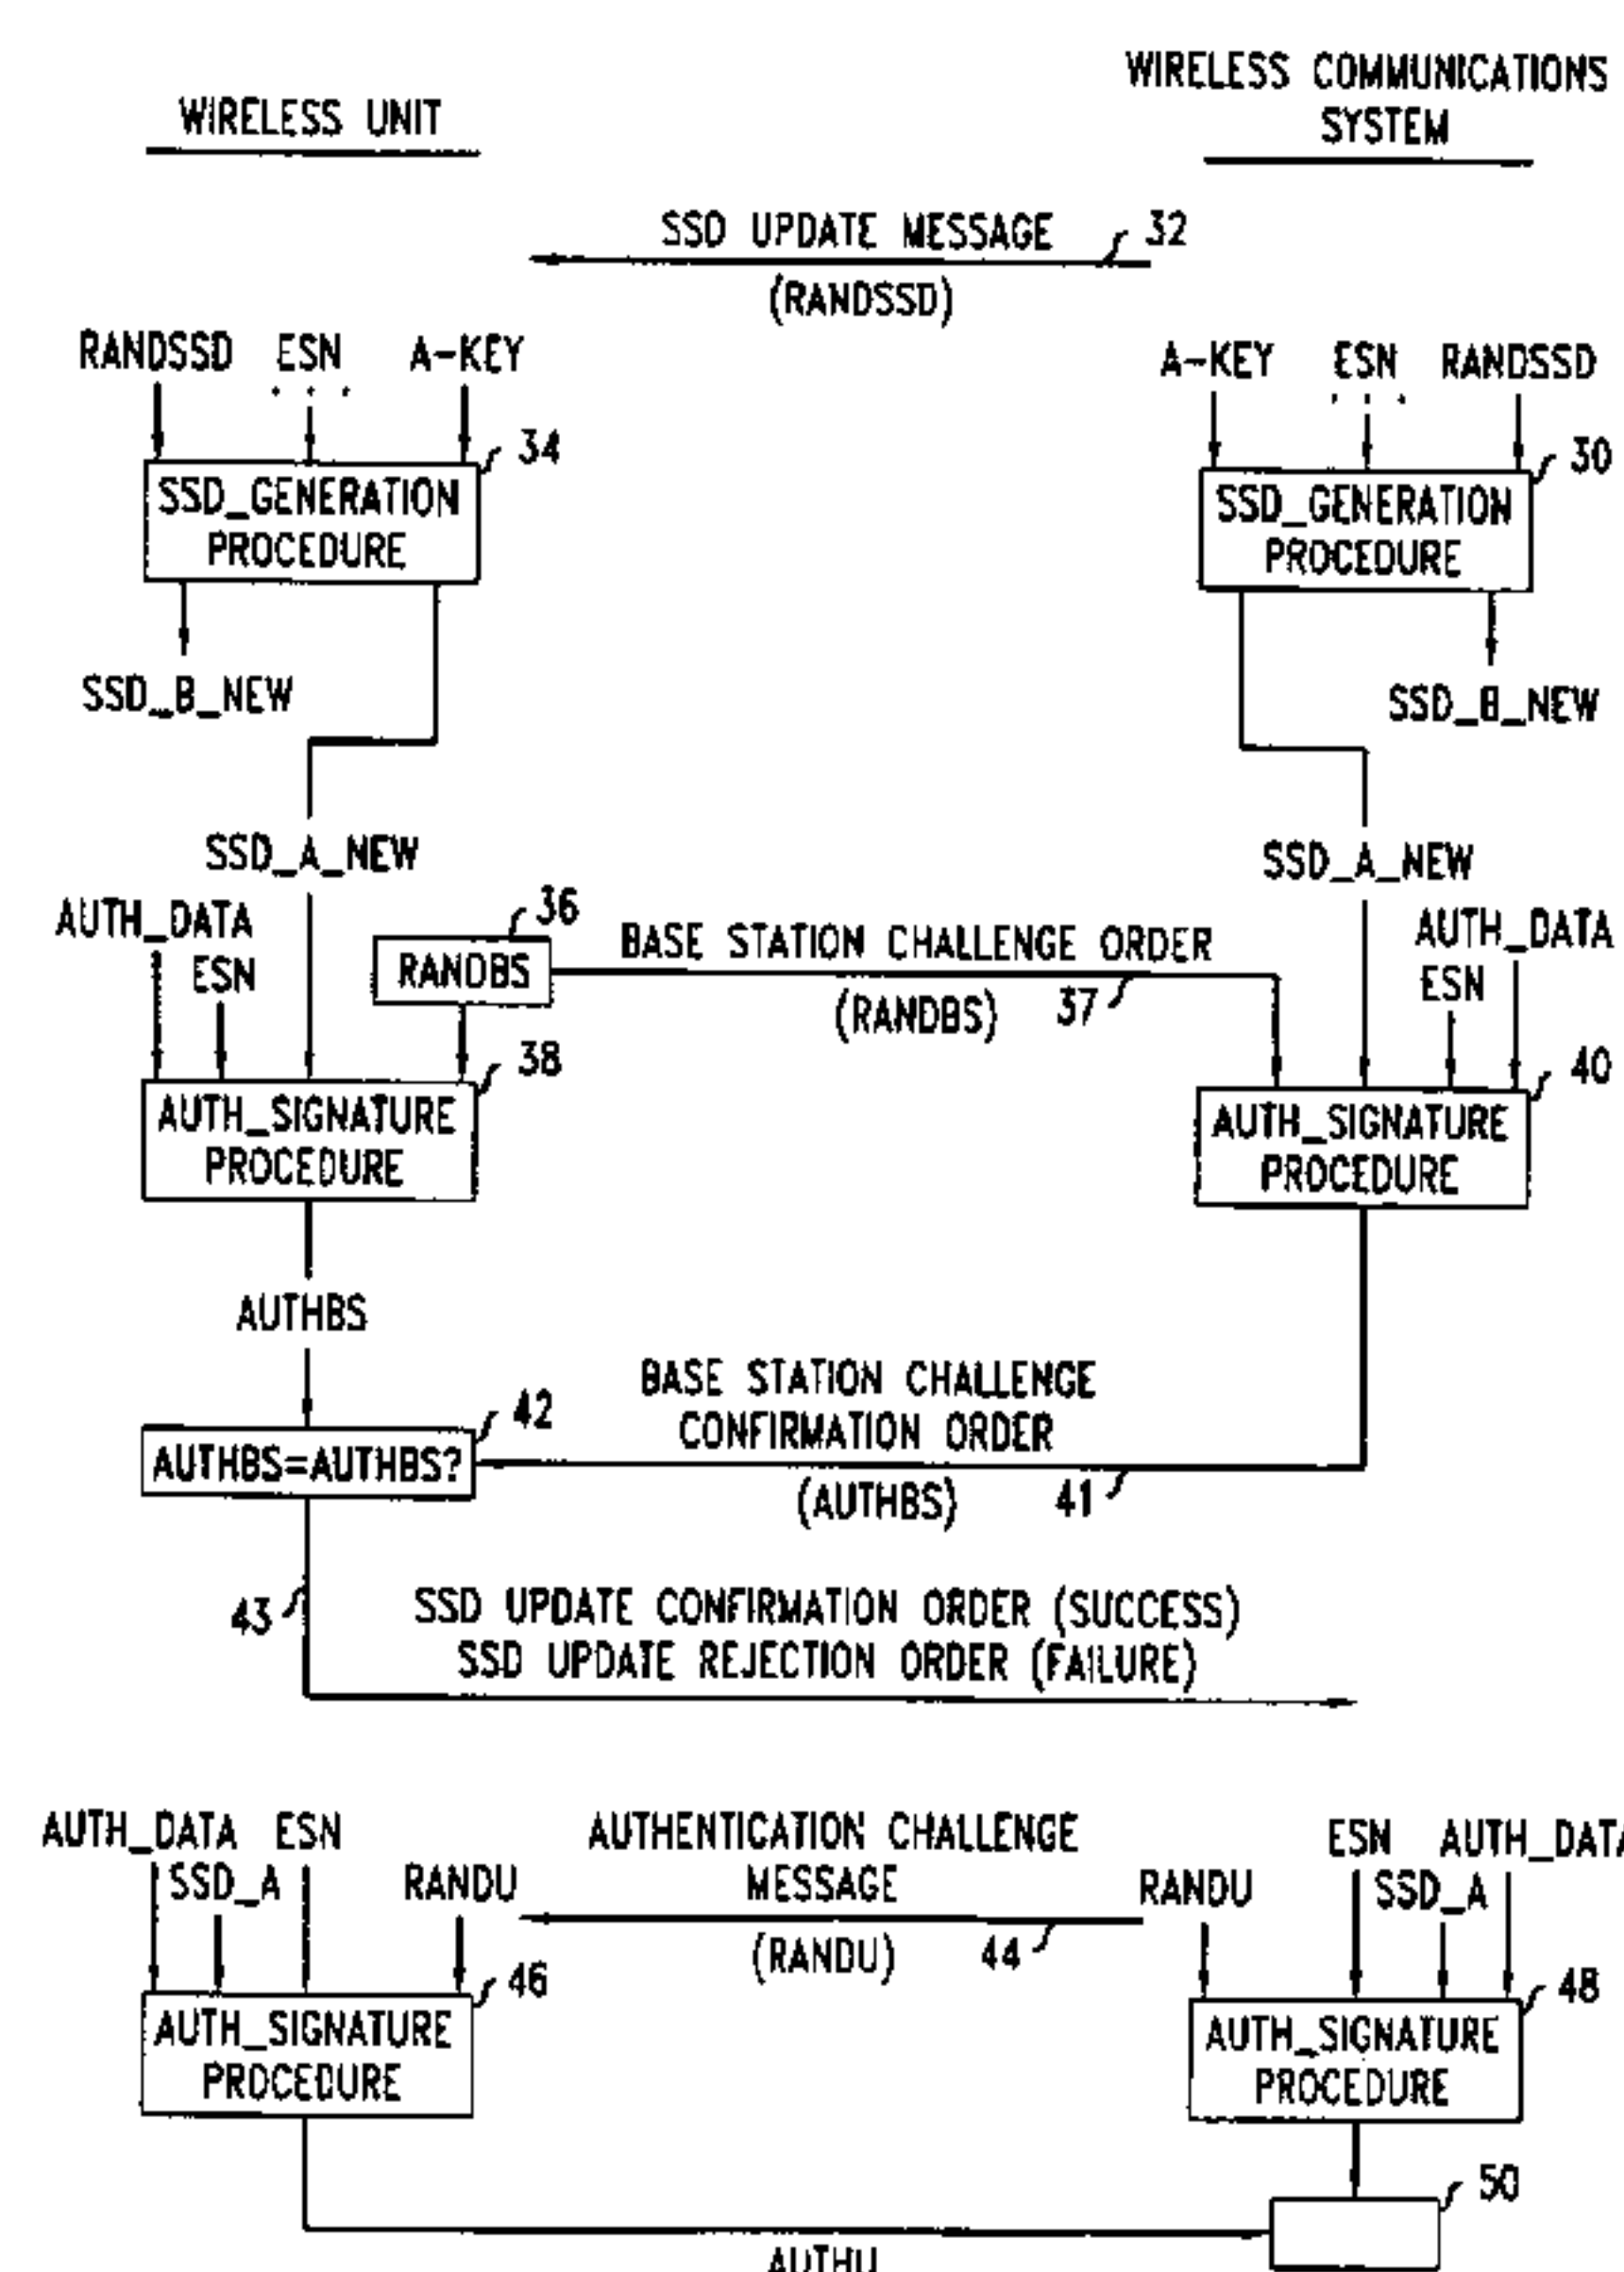 WIRELESS UNIT
WIRELESS COMMUNICATIONS
SYSTEM
SSD UPDATE MESSAGE
32
(RANDSSD)
RANDSSD
ESN
A-KEY
A-KEY
ESN
RANDSSD
34
30
SSD_GENERATION
PROCEDURE
SSD_GENERATION
PROCEDURE
SSD_B_NEW
SSD_B_NEW
SSD_A_NEW
SSD_A_NEW
AUTH_DATA
ESN
36
RANDBS
BASE STATION CHALLENGE ORDER
(RANDBS)
37
AUTH_DATA
ESN
38
40
AUTH_SIGNATURE
PROCEDURE
AUTH_SIGNATURE
PROCEDURE
AUTHBS
BASE STATION CHALLENGE
CONFIRMATION ORDER
42
AUTHBS=AUTHBS?
(AUTHBS)
41
43
SSD UPDATE CONFIRMATION ORDER (SUCCESS)
SSD UPDATE REJECTION ORDER (FAILURE)
AUTH_DATA
ESN
SSD_A
RANDU
AUTHENTICATION CHALLENGE
MESSAGE
(RANDU)
44
RANDU
ESN
AUTH_DATA
SSD_A
46
48
AUTH_SIGNATURE
PROCEDURE
AUTH_SIGNATURE
PROCEDURE
50
AUTHU